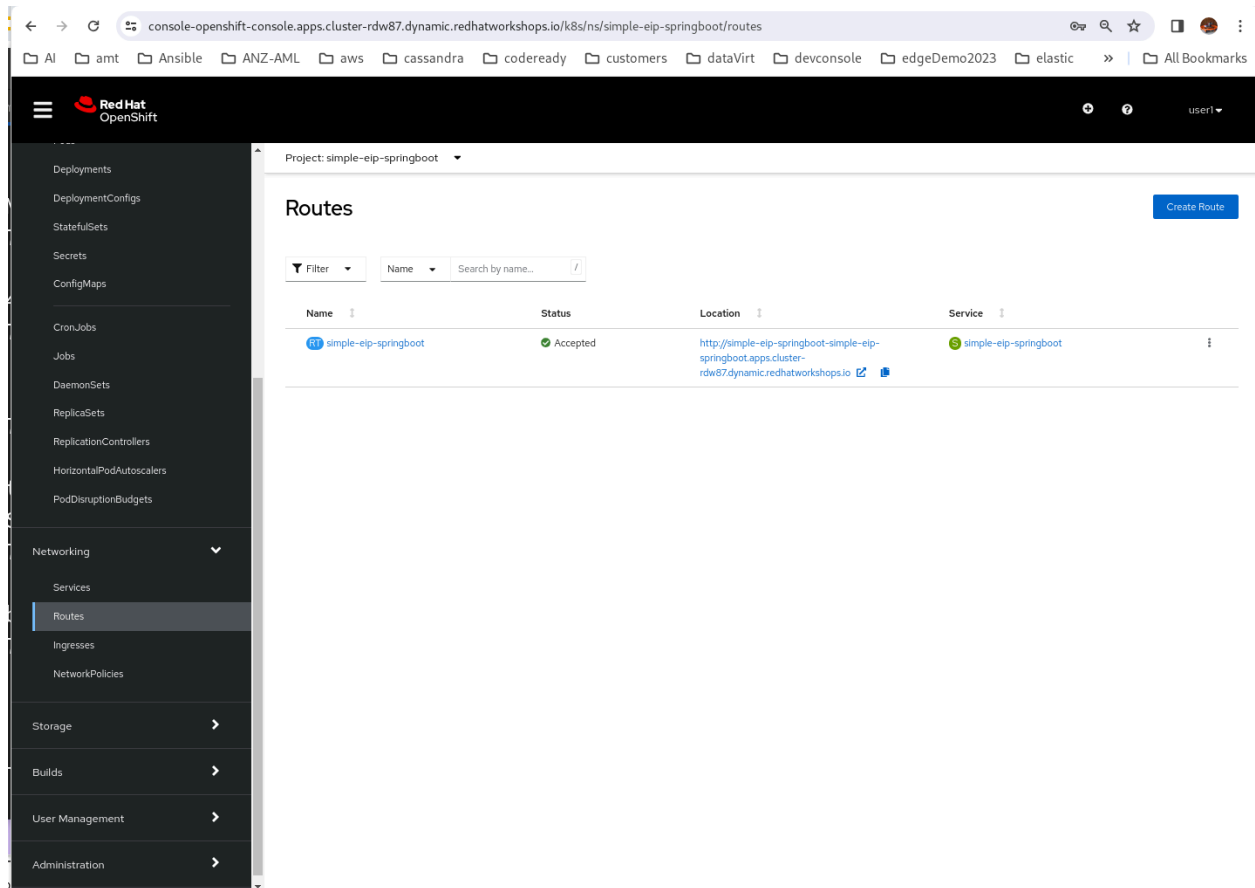 console-openshift-console.apps.cluster-rdw87.dynamic.redhatworkshops.io/k8s/ns/simple-eip-springboot/routes
AI amt Ansible ANZ-AML aws cassandra codeready customers dataVirt devconsole edgeDemo2023 elastic » All Bookmarks
Red Hat
OpenShift
user1
Project: simple-eip-springboot
Deployments
DeploymentConfigs
StatefulSets
Secrets
ConfigMaps
CronJobs
Jobs
DaemonSets
ReplicaSets
ReplicationControllers
HorizontalPodAutoscalers
PodDisruptionBudgets
Networking
Services
Routes
Ingresses
NetworkPolicies
Storage
Builds
User Management
Administration
Routes
Create Route
Filter Name Search by name... /
Name Status Location Service
RT simple-eip-springboot Accepted http://simple-eip-springboot-simple-eip- S simple-eip-springboot
springboot.apps.cluster-
rdw87.dynamic.redhatworkshops.io